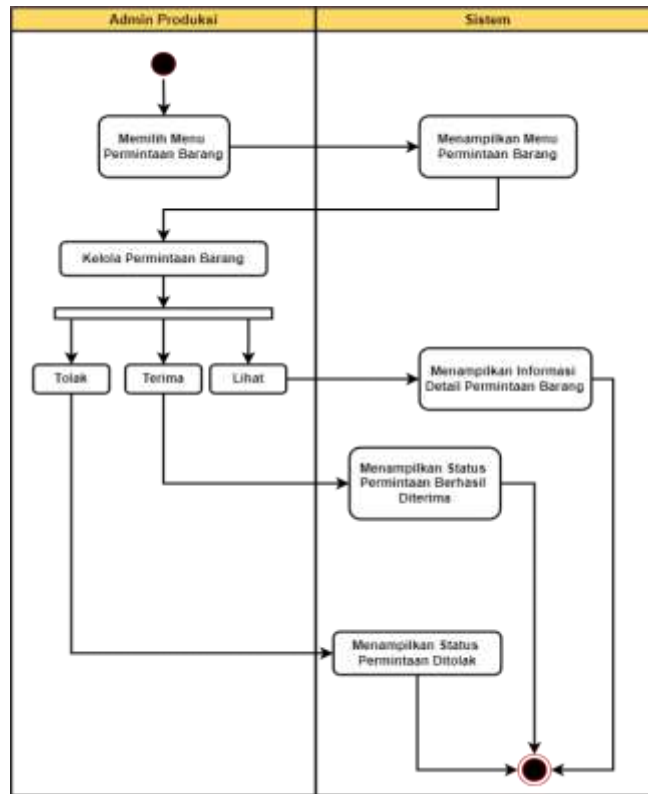 Admin Produksi
Sistem
Memilih Menu
Permintaan Barang
Menampilkan Menu
Permintaan Barang
Kelola Permintaan Barang
Tolak
Terima
Lihat
Menampilkan Informasi
Detail Permintaan Barang
Menampilkan Status
Permintaan Berhasil
Diterima
Menampilkan Status
Permintaan Ditolak